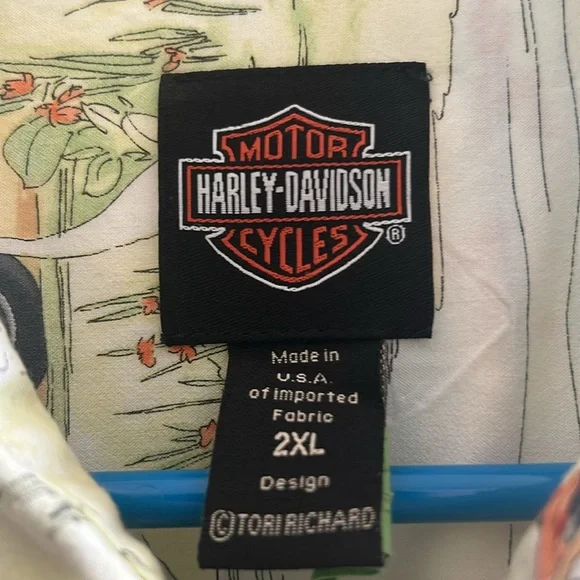 MOTOR
HARLEY-DAVIDSON
CYCLES ®
Made in
U.S.A.
of imported
Fabric
2XL
Design
©TORI RICHARD